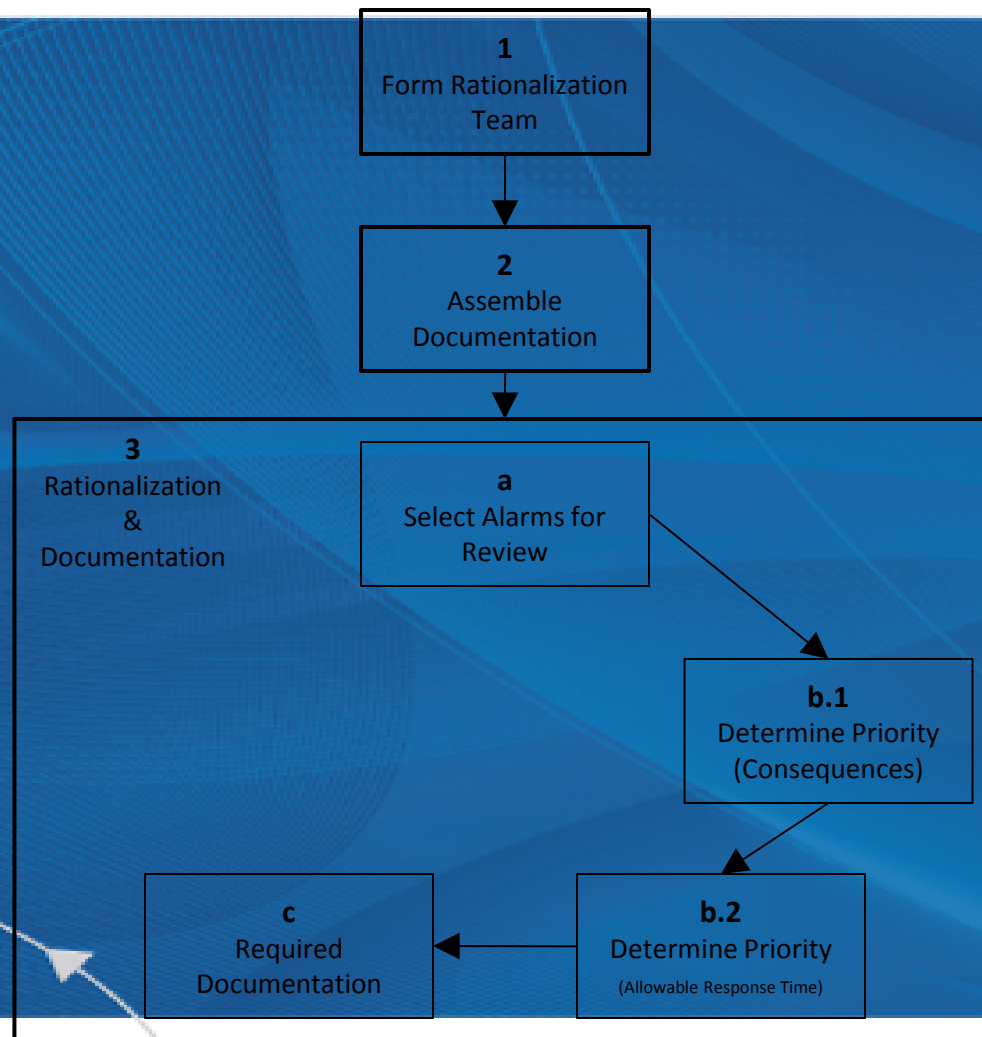 1
Form Rationalization
Team
2
Assemble
Documentation
3
Rationalization
&
Documentation
a
Select Alarms for
Review
b.1
Determine Priority
(Consequences)
b.2
Determine Priority
(Allowable Response Time)
c
Required
Documentation